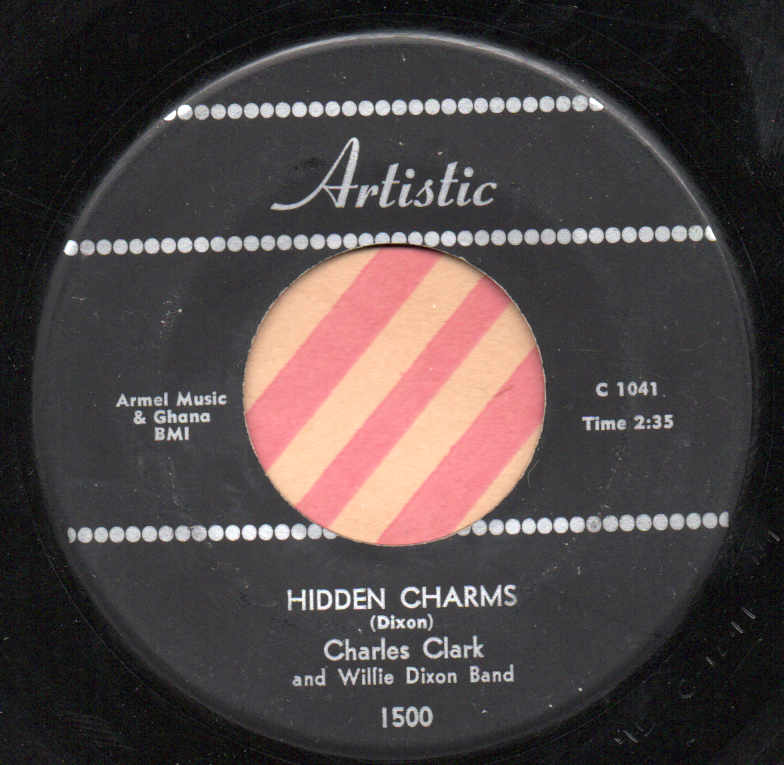 Artistic
Armel Music
& Ghana
BMI
C 1041
Time 2:35
HIDDEN CHARMS
(Dixon)
Charles Clark
and Willie Dixon Band
1500